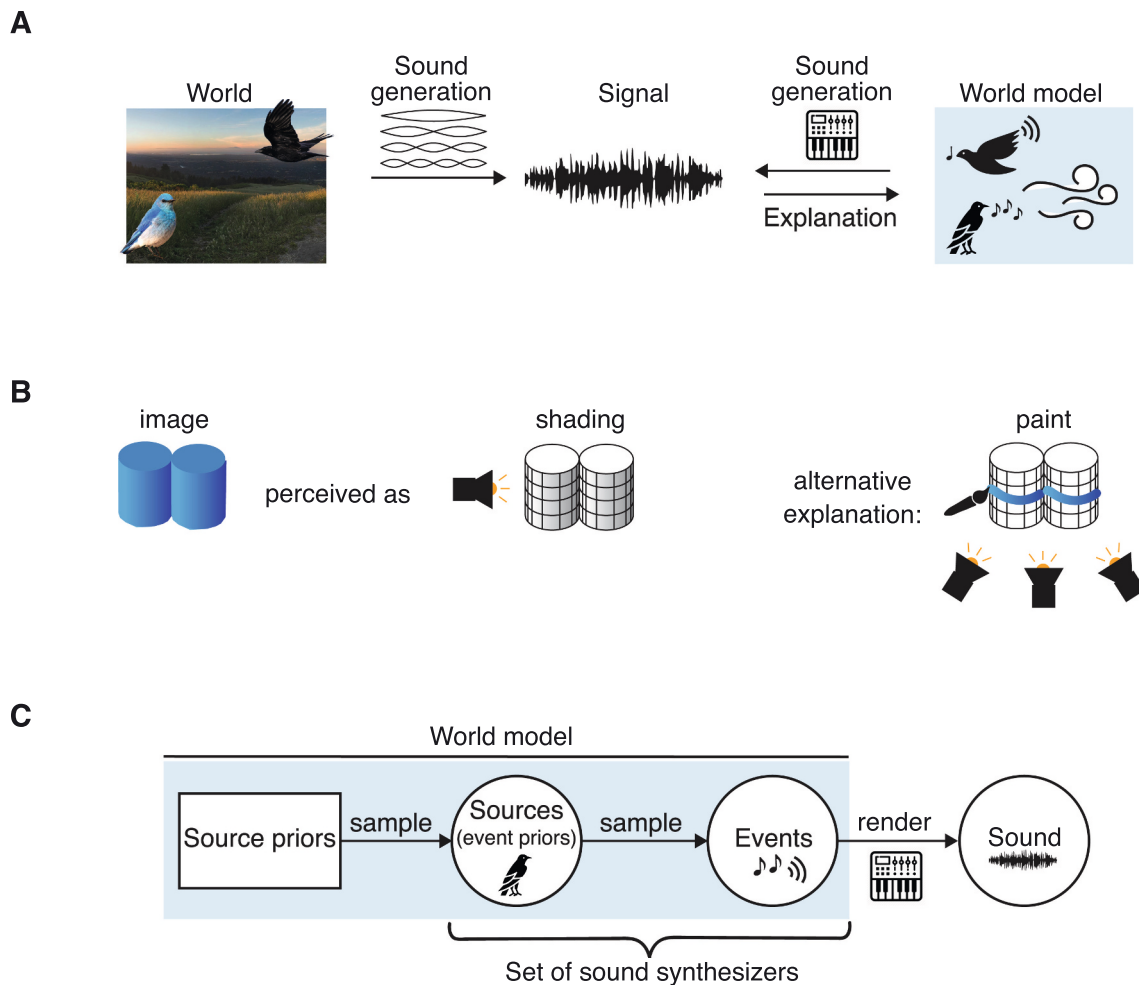 A
World
Sound
generation
Signal
Sound
generation
World model
Explanation
B
image
perceived as
shading
alternative
explanation:
paint
C
World model
Source priors
sample
Sources
(event priors)
sample
Events
render
Sound
Set of sound synthesizers